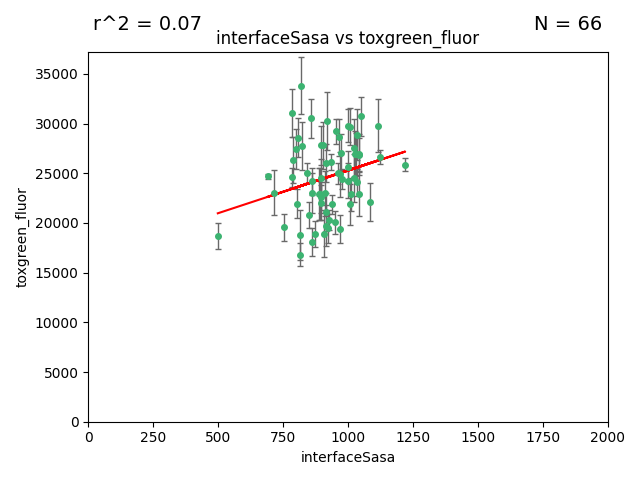 r^2 = 0.07
N = 66
interfaceSasa vs toxgreen_fluor
35000
30000
25000
20000
15000
10000
5000
0
toxgreen_fluor
0 250 500 750 1000 1250 1500 1750 2000
interfaceSasa